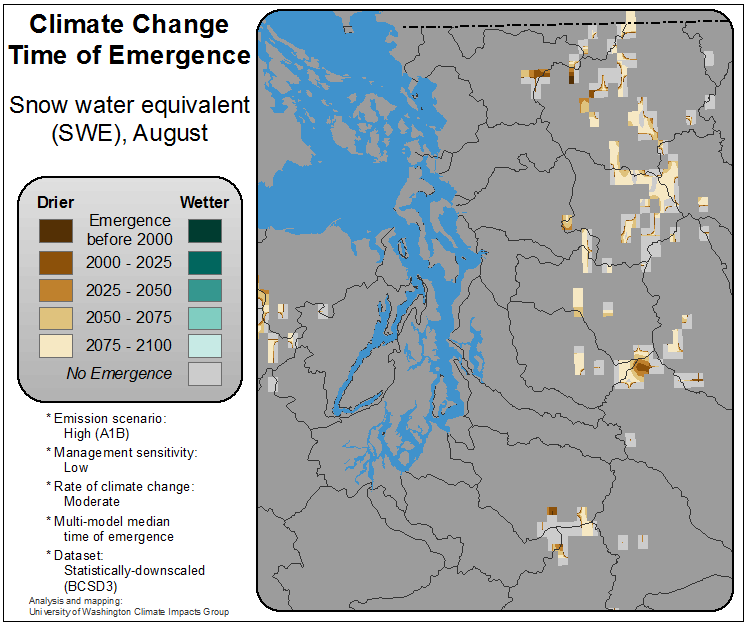 Climate Change
Time of Emergence
Snow water equivalent
(SWE), August
Drier
Wetter
Emergence
before 2000
2000 - 2025
2025 - 2050
2050 - 2075
2075 - 2100
No Emergence
* Emission scenario:
High (A1B)
* Management sensitivity:
Low
* Rate of climate change:
Moderate
* Multi-model median
time of emergence
* Dataset:
Statistically-downscaled
(BCSD3)
Analysis and mapping:
University of Washington Climate Impacts Group